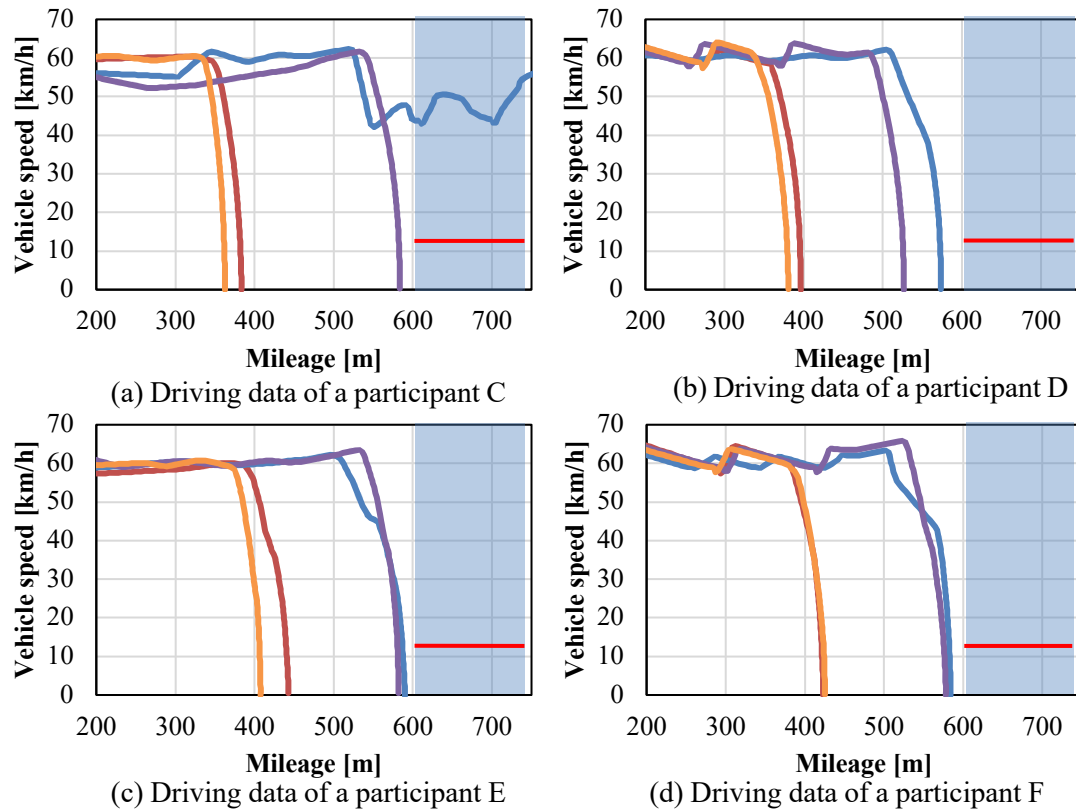 Vehicle speed [km/h]
70
60
50
40
30
20
10
0
200 300 400 500 600 700
Mileage [m]
(a) Driving data of a participant C
Vehicle speed [km/h]
70
60
50
40
30
20
10
0
200 300 400 500 600 700
Mileage [m]
(b) Driving data of a participant D
Vehicle speed [km/h]
70
60
50
40
30
20
10
0
200 300 400 500 600 700
Mileage [m]
(c) Driving data of a participant E
Vehicle speed [km/h]
70
60
50
40
30
20
10
0
200 300 400 500 600 700
Mileage [m]
(d) Driving data of a participant F